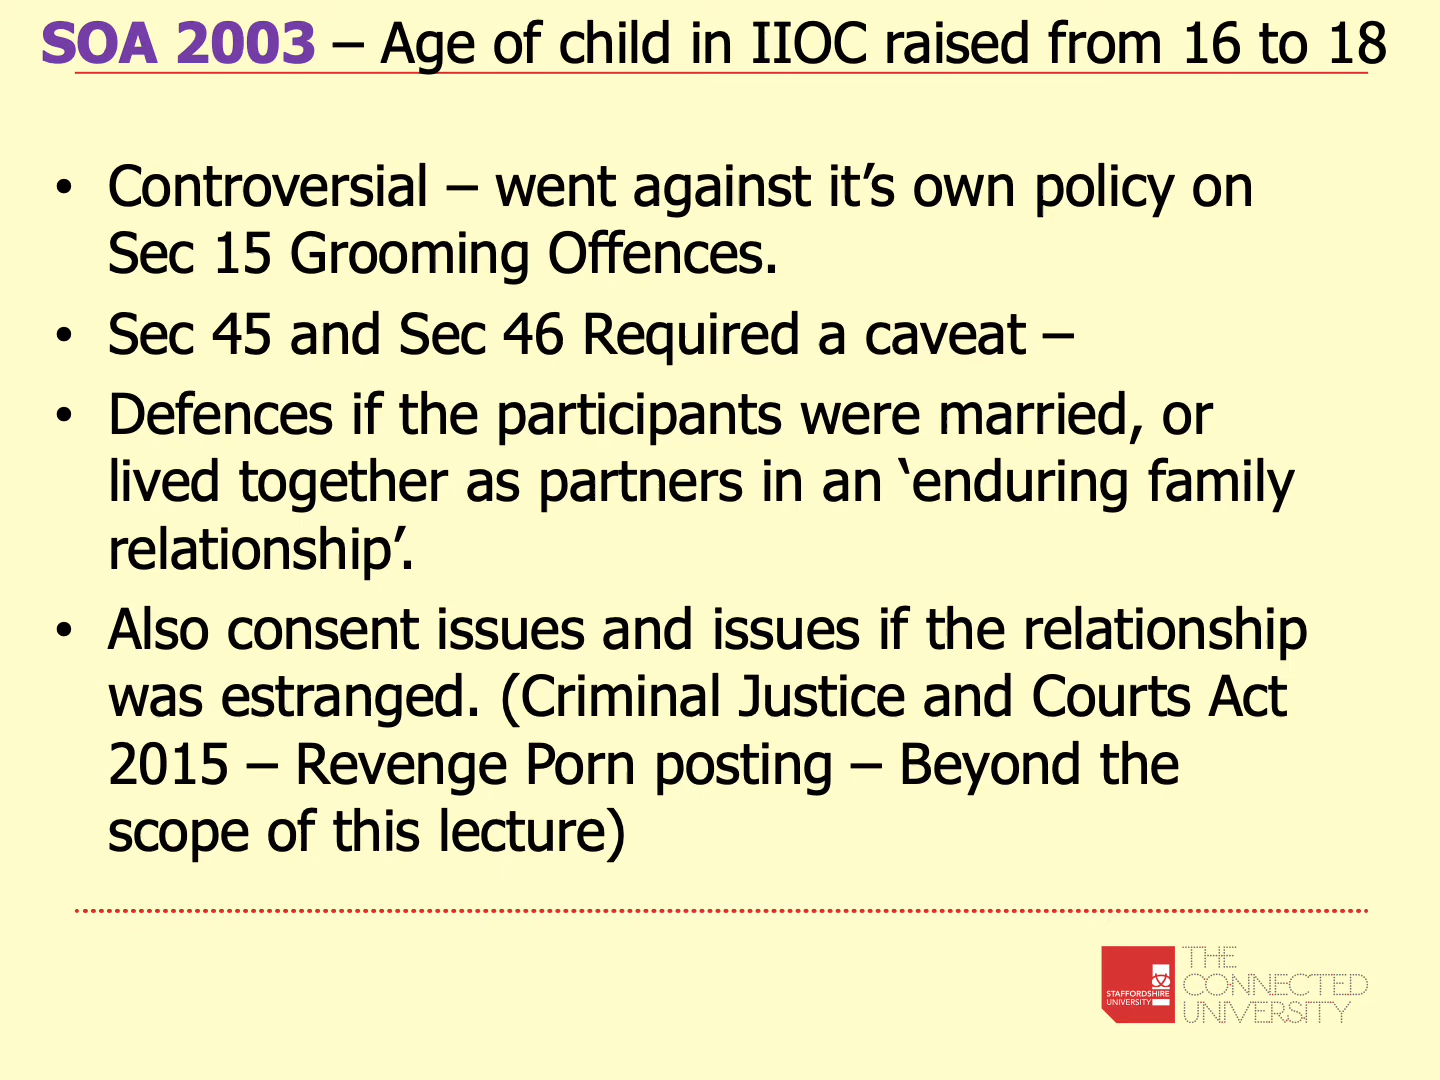 SOA 2003 – Age of child in IIOC raised from 16 to 18
• Controversial – went against it’s own policy on
Sec 15 Grooming Offences.
• Sec 45 and Sec 46 Required a caveat –
• Defences if the participants were married, or
lived together as partners in an ‘enduring family
relationship’.
• Also consent issues and issues if the relationship
was estranged. (Criminal Justice and Courts Act
2015 – Revenge Porn posting – Beyond the
scope of this lecture)
STAFFORDSHIRE
UNIVERSITY
THE
CONNECTED
UNIVERSITY